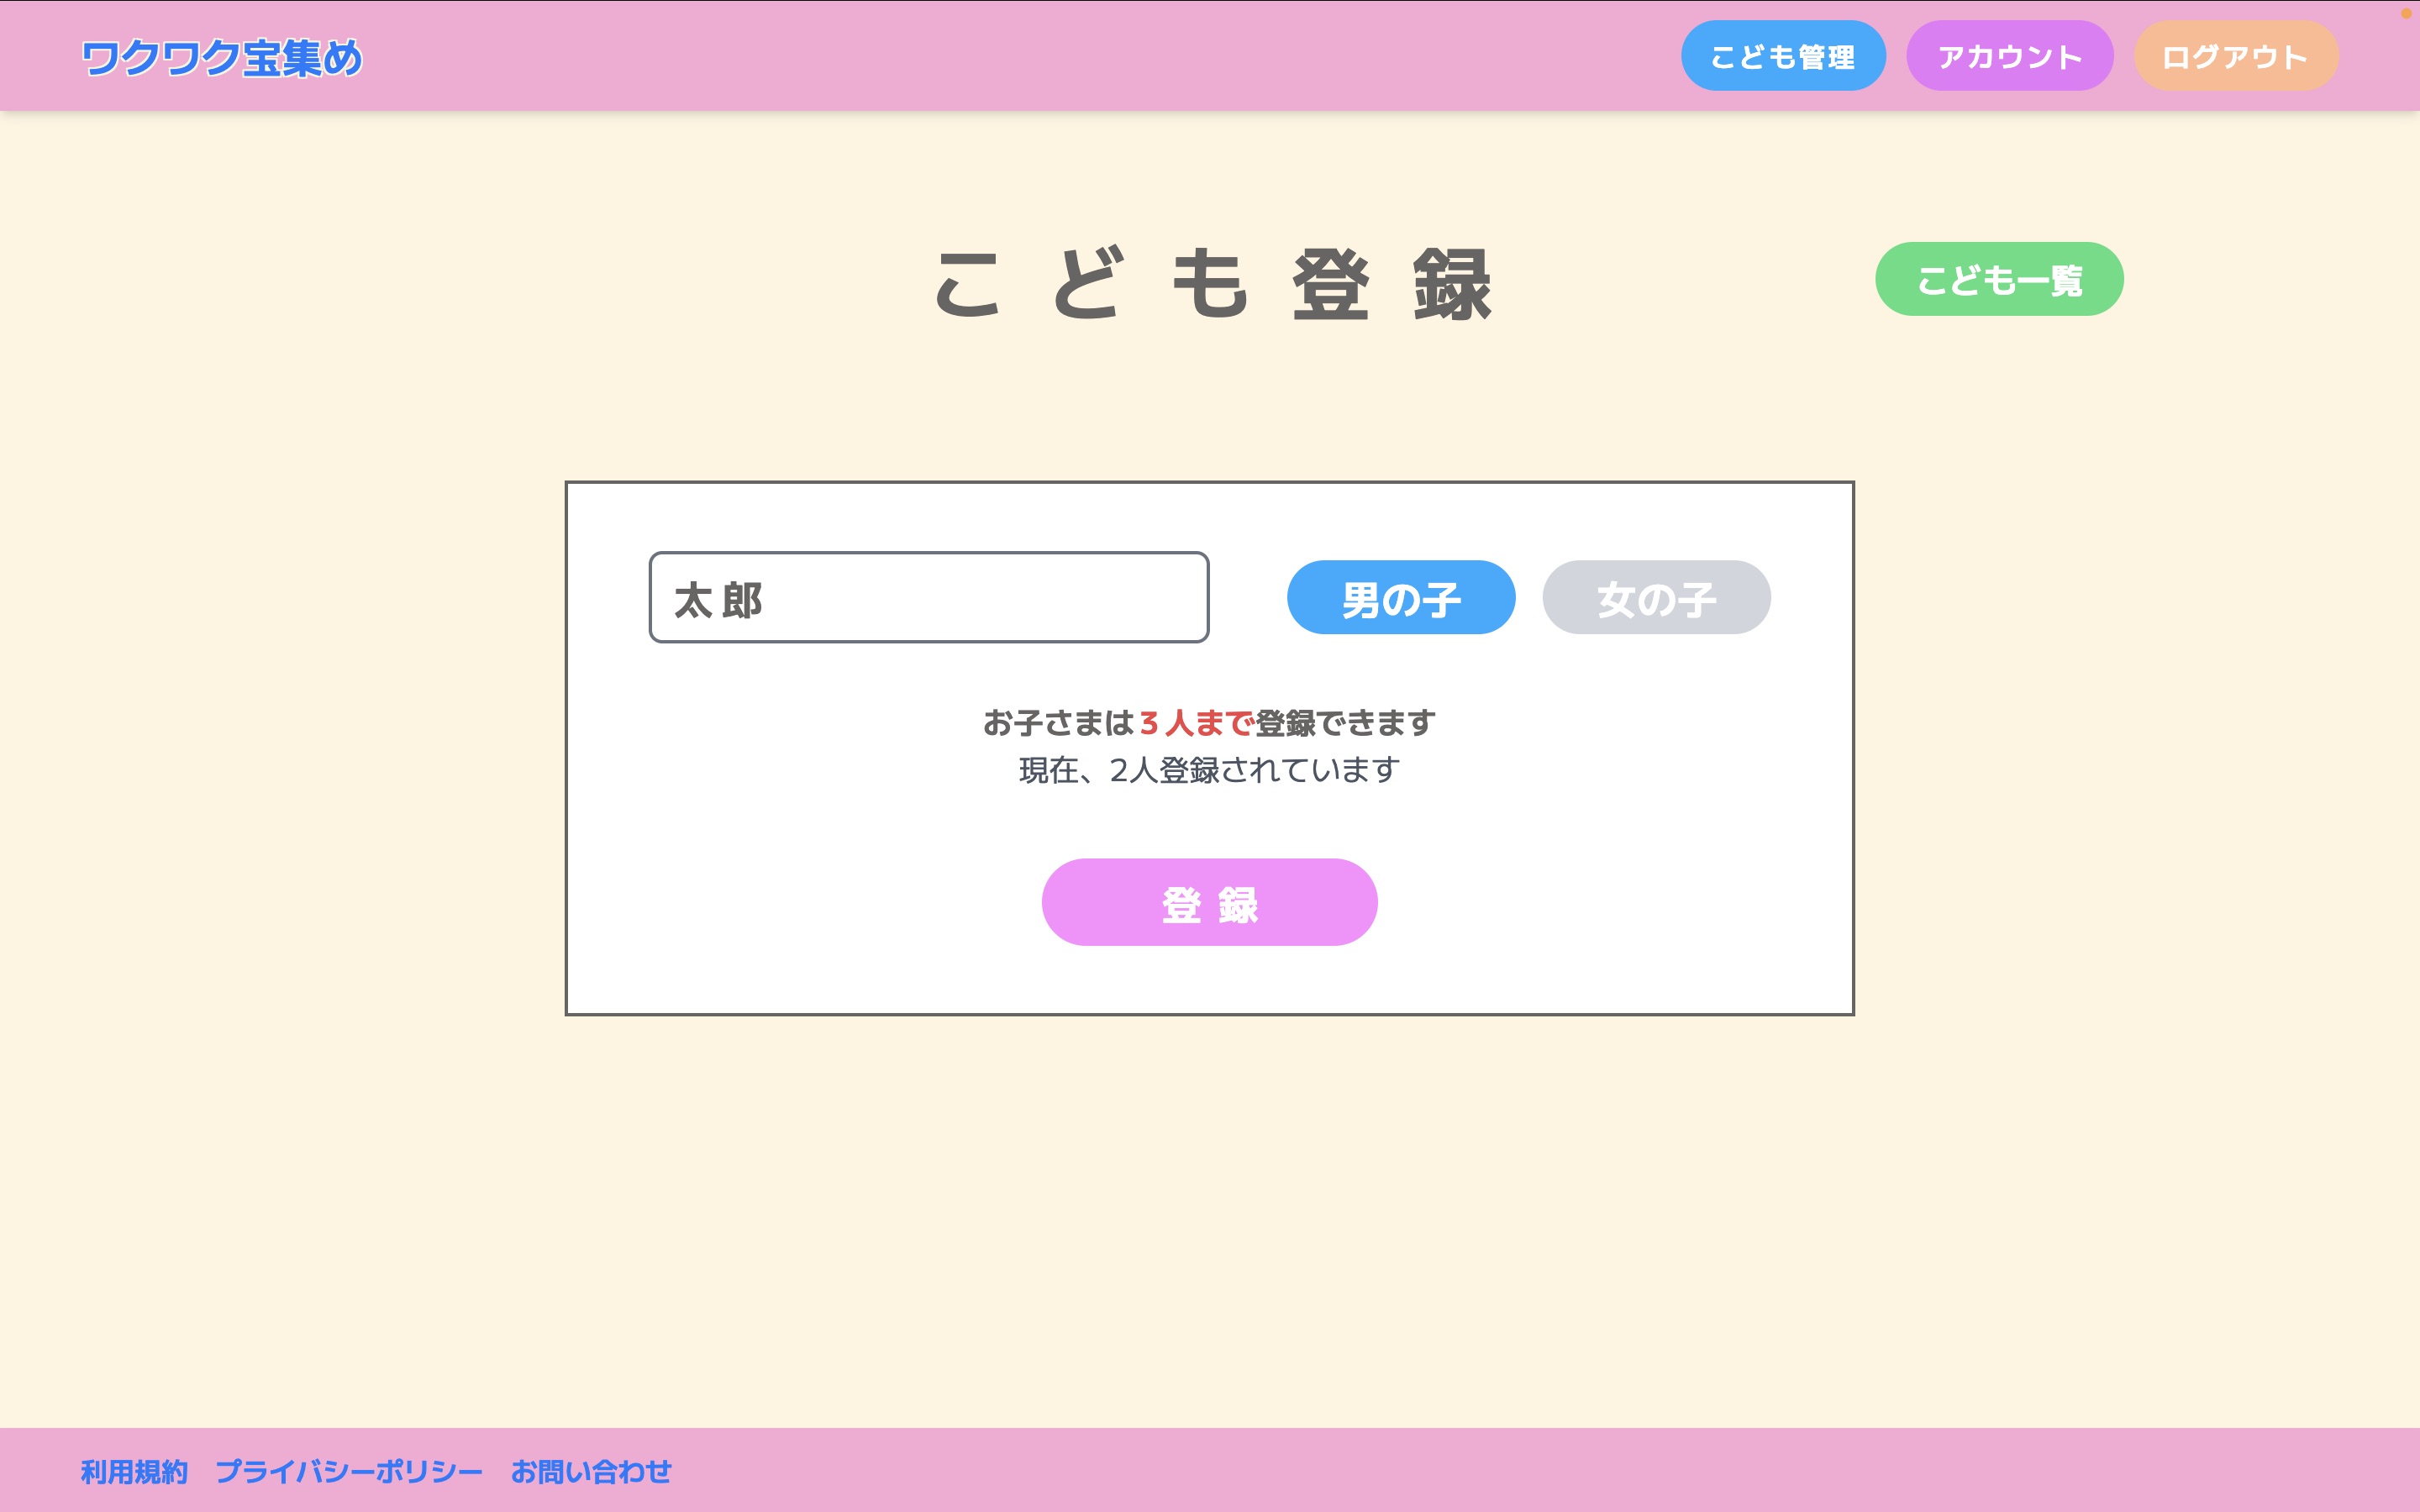 ワクワク宝集め
こども管理 アカウント ログアウト
こども登録
こども一覧
太郎
男の子 女の子
お子さまは3人まで登録できます
現在、2人登録されています
登録
利用規約 プライバシーポリシー お問い合わせ